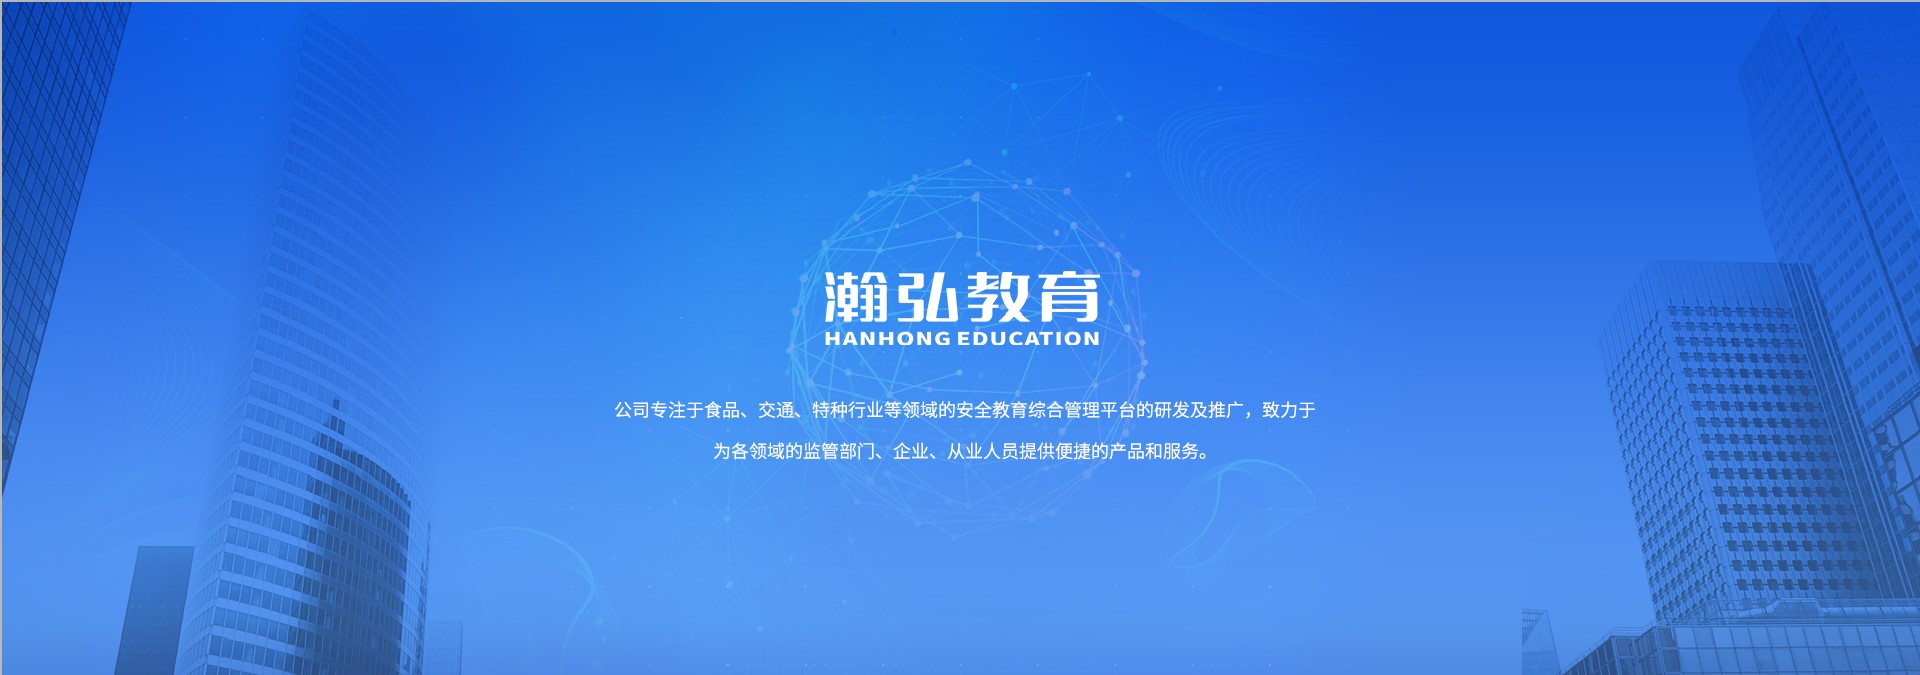 瀚弘教育
HANHONG EDUCATION
公司专注于食品、交通、特种行业等领域的安全教育综合管理平台的研发及推广，致力于
为各领域的监管部门、企业、从业人员提供便捷的产品和服务。